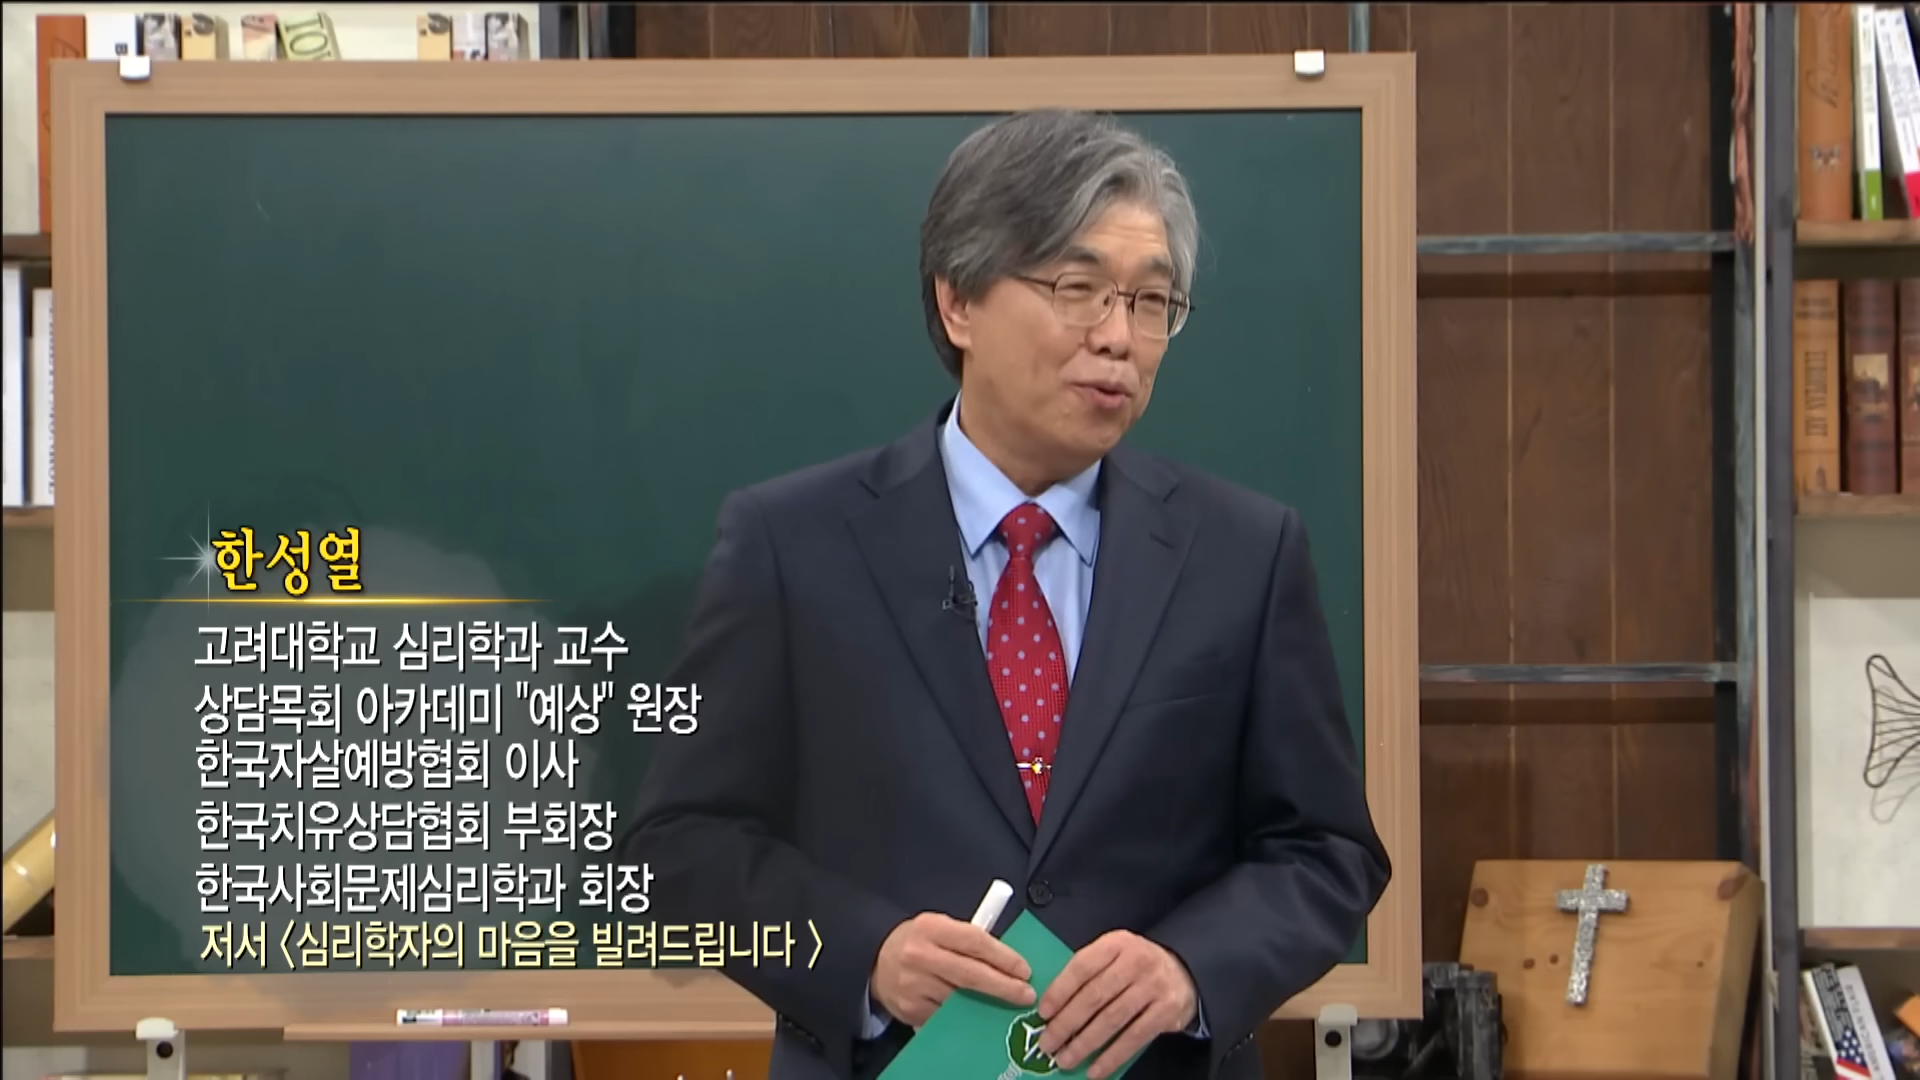 한성열
고려대학교 심리학과 교수
상담목회 아카데미 "예상" 원장
한국자살예방협회 이사
한국치유상담협회 부회장
한국사회문제심리학과 회장
저서 <심리학자의 마음을 빌려드립니다 >